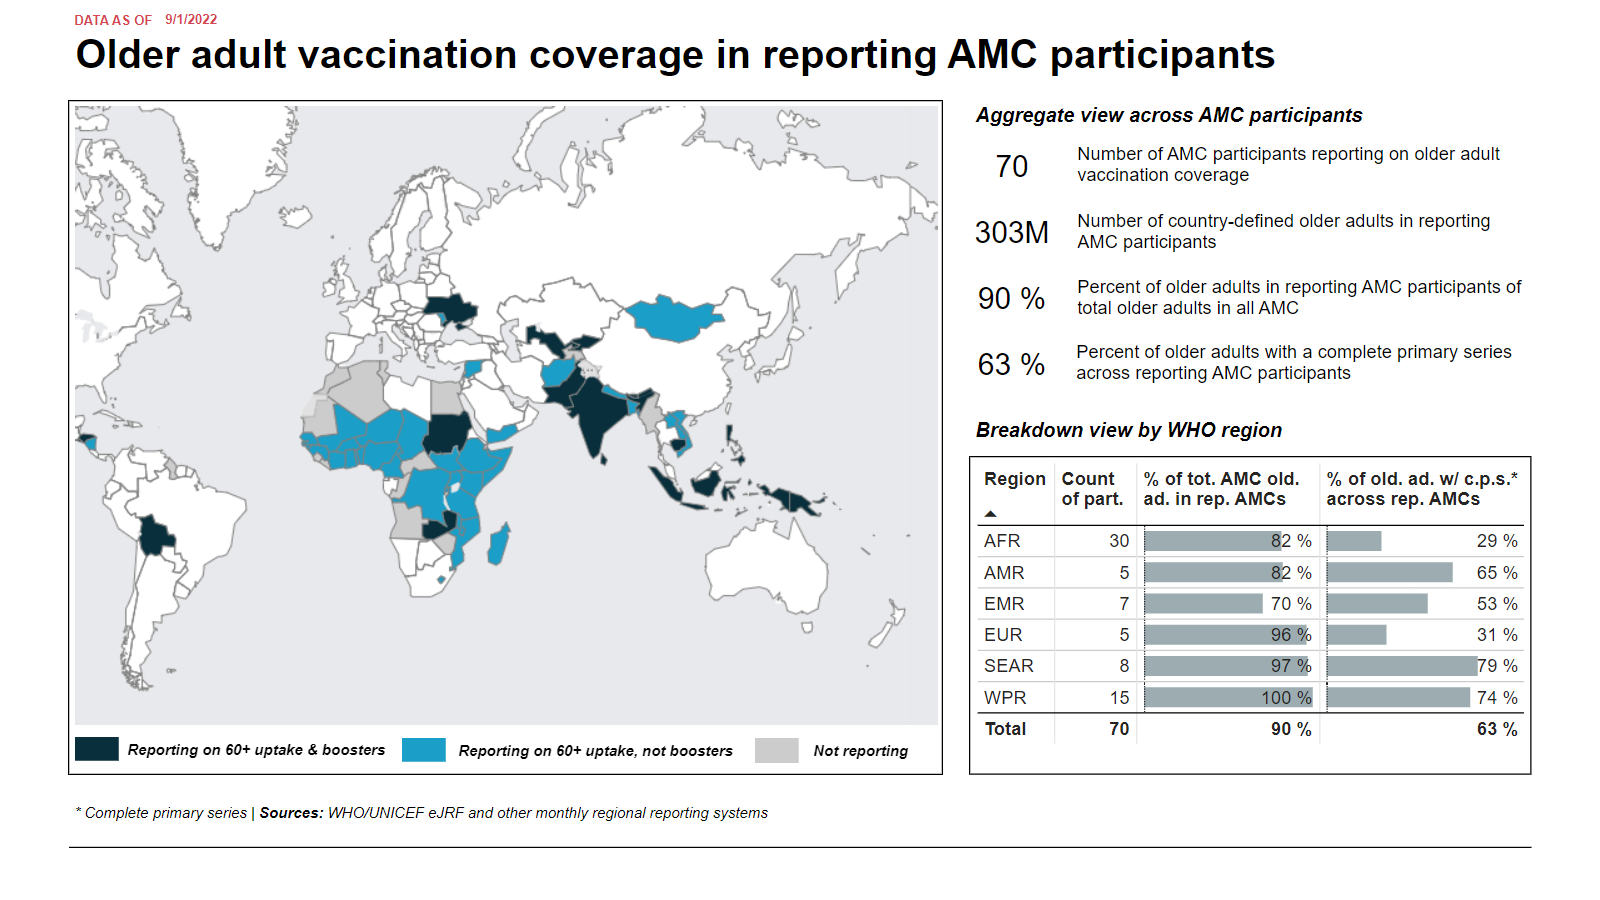 DATA AS OF 9/1/2022
Older adult vaccination coverage in reporting AMC participants
Reporting on 60+ uptake & boosters
Reporting on 60+ uptake, not boosters
Not reporting
Aggregate view across AMC participants
70 Number of AMC participants reporting on older adult
vaccination coverage
303M Number of country-defined older adults in reporting
AMC participants
90 % Percent of older adults in reporting AMC participants of
total older adults in all AMC
63 % Percent of older adults with a complete primary series
across reporting AMC participants
Breakdown view by WHO region
Region Count % of tot. AMC old. % of old. ad. w/ c.p.s.*
of part. ad. in rep. AMCs across rep. AMCs
AFR 30 82 % 29 %
AMR 5 82 % 65 %
EMR 7 70 % 53 %
EUR 5 96 % 31 %
SEAR 8 97 % 79 %
WPR 15 100 % 74 %
Total 70 90 % 63 %
* Complete primary series | Sources: WHO/UNICEF eJRF and other monthly regional reporting systems